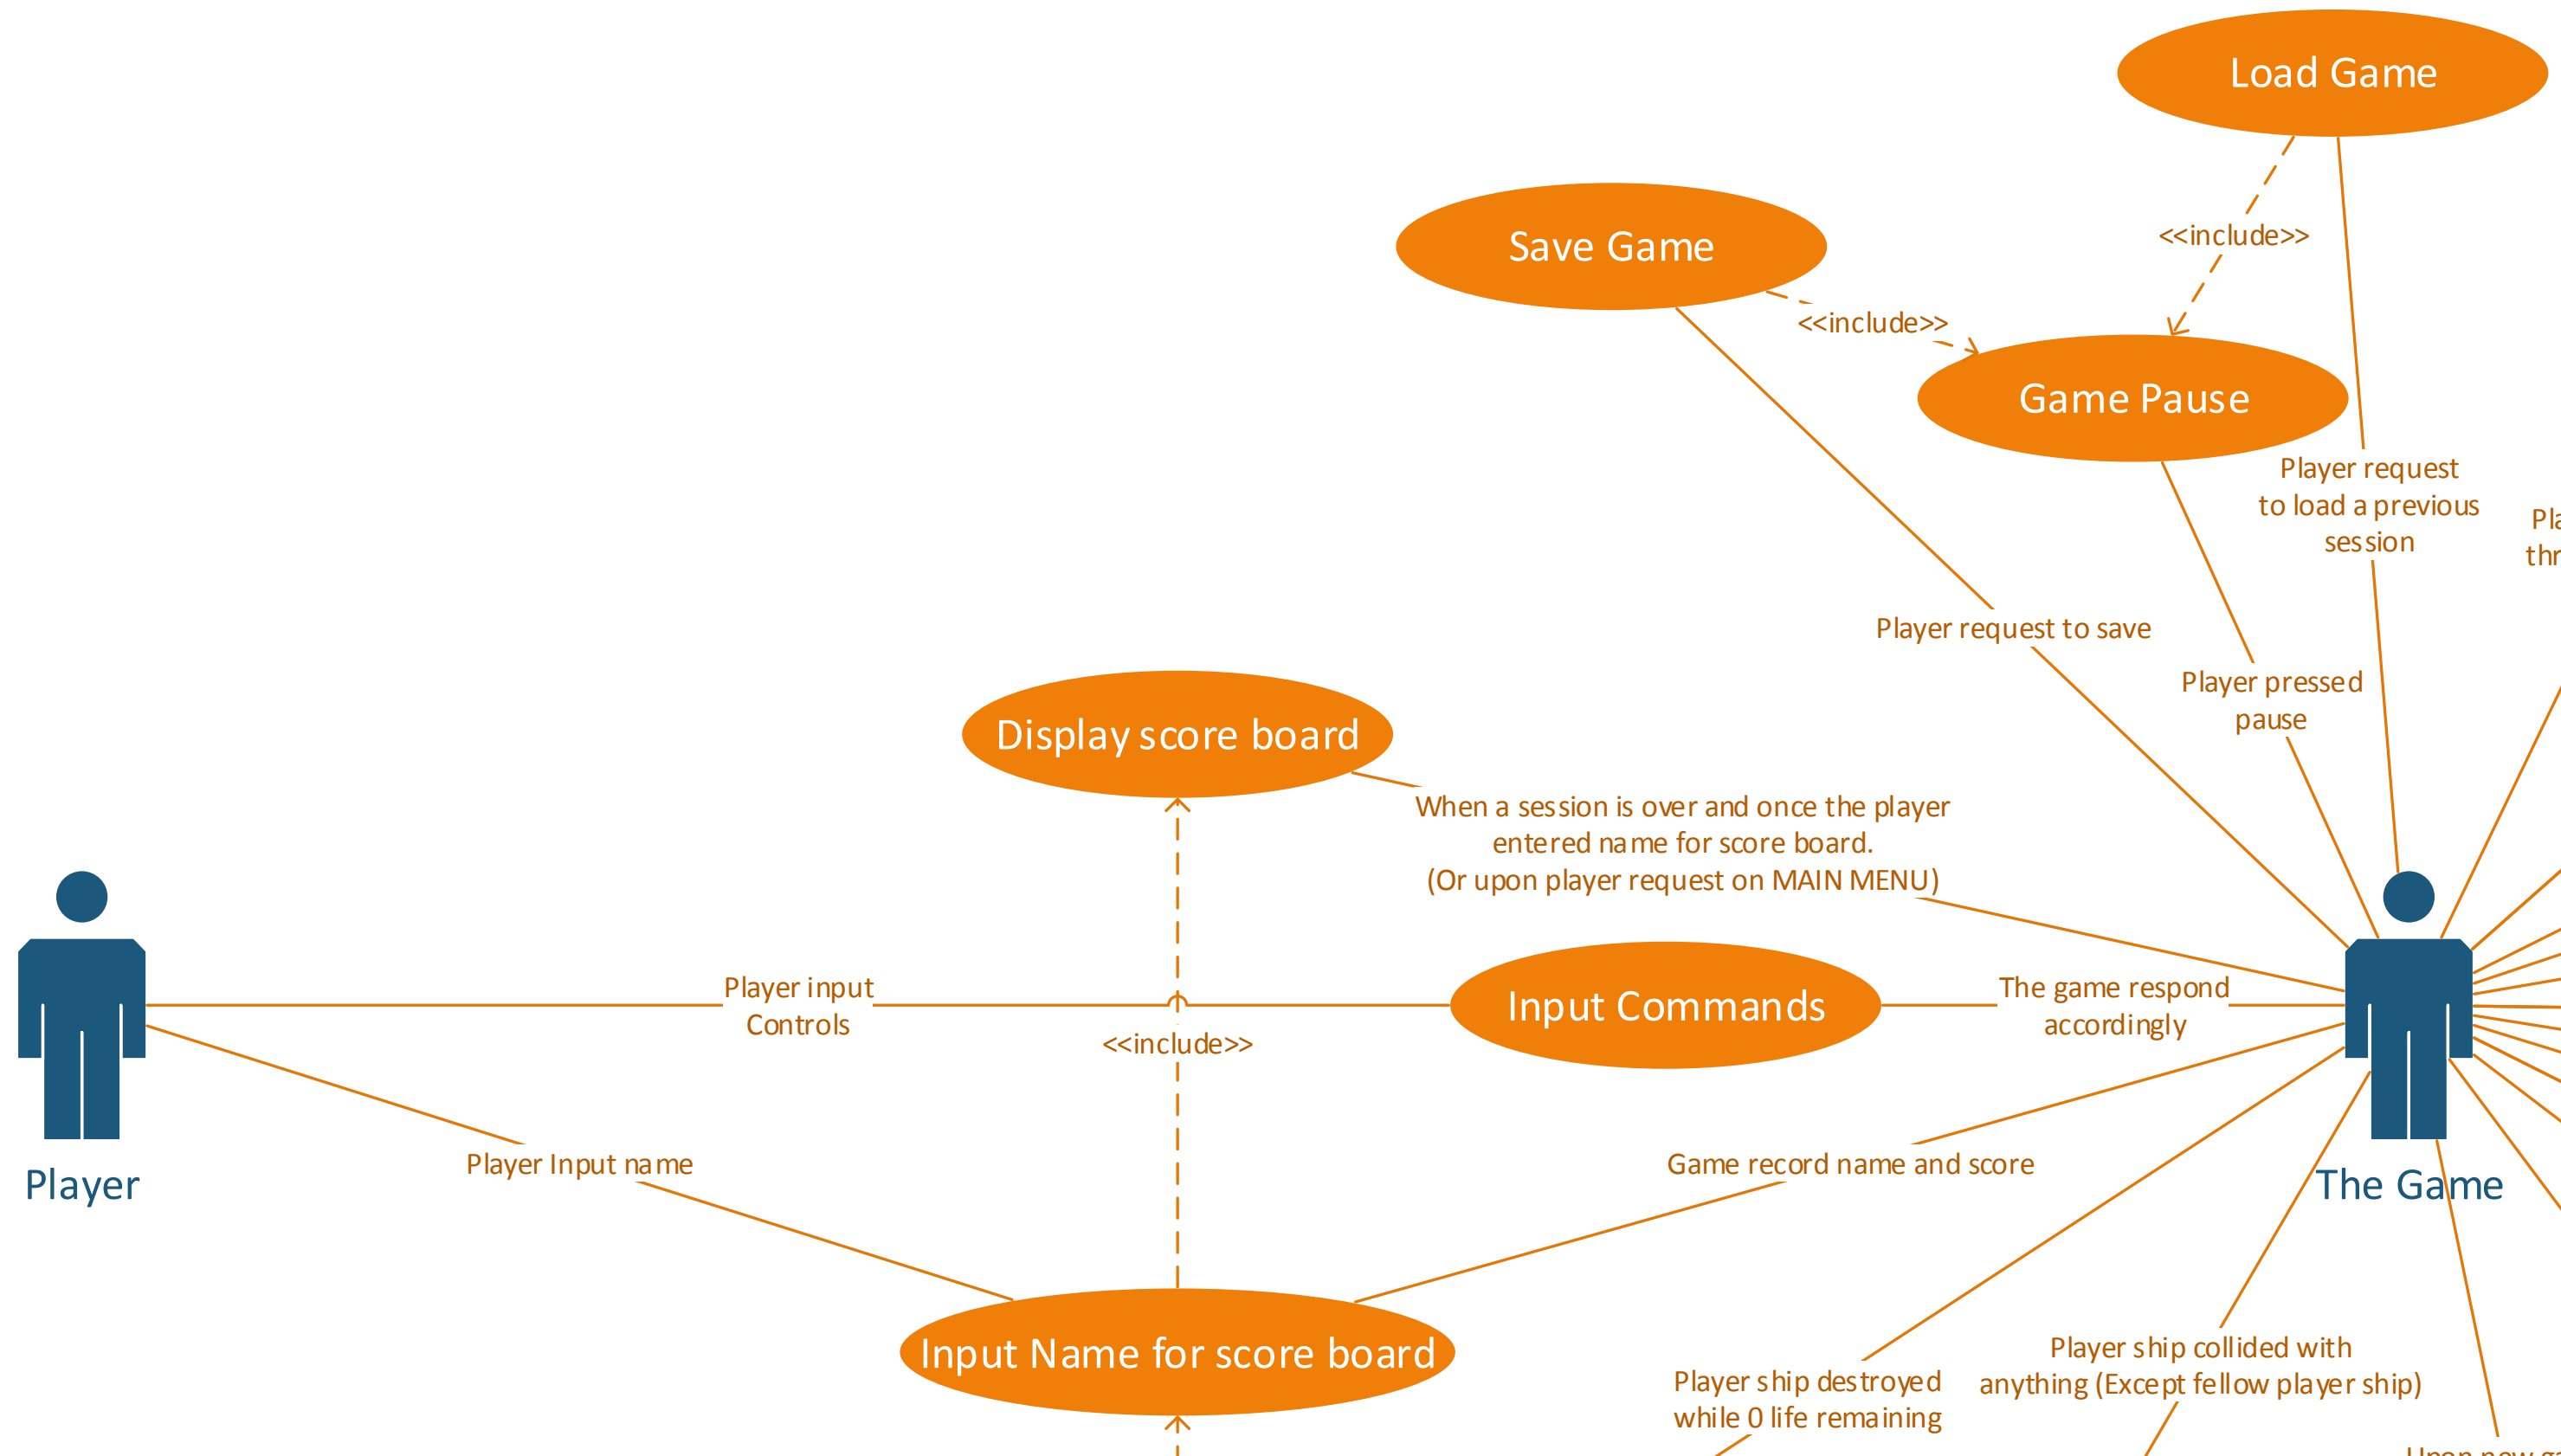 Load Game
<<include>>
Save Game
<<include>>
Game Pause
Player request
to load a previous
session
Player request to save
Player pressed
pause
Display score board
When a session is over and once the player
entered name for score board.
(Or upon player request on MAIN MENU)
Player input
Controls
Input Commands
The game respond
accordingly
<<include>>
Player Input name
Game record name and score
Player
The Game
Input Name for score board
Player ship destroyed
while 0 life remaining
Player ship collided with
anything (Except fellow player ship)